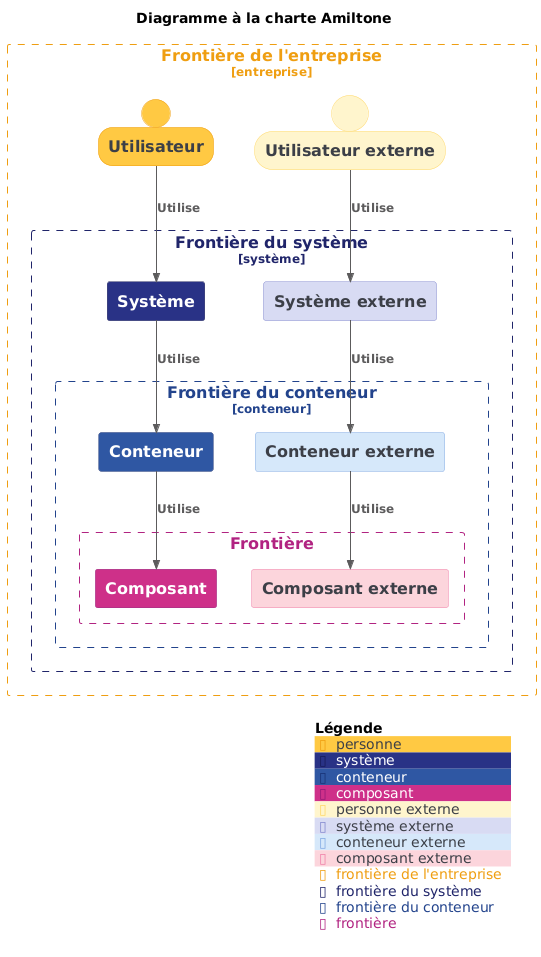 Diagramme à la charte Amiltone
Frontière de l'entreprise
[entreprise]
Utilisateur
Utilisateur externe
Utilise
Utilise
Frontière du système
[système]
Système
Système externe
Utilise
Utilise
Frontière du conteneur
[conteneur]
Conteneur
Conteneur externe
Utilise
Utilise
Frontière
Composant
Composant externe
Légende
personne
système
conteneur
composant
personne externe
système externe
conteneur externe
composant externe
frontière de l'entreprise
frontière du système
frontière du conteneur
frontière